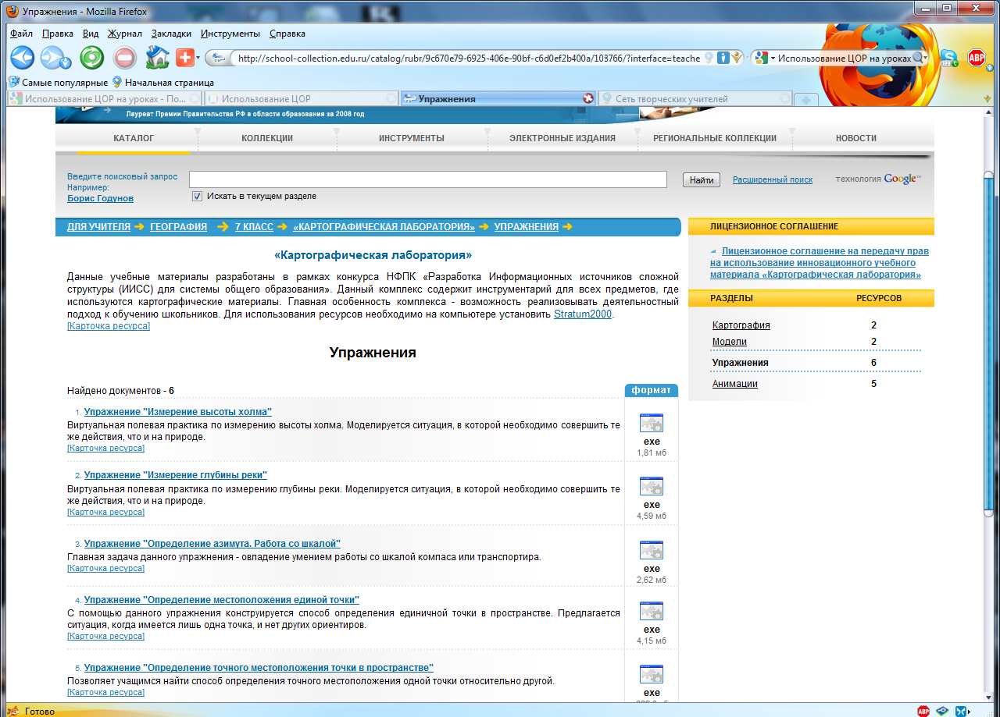 Упражнения - Mozilla Firefox
Файл Правка Вид Журнал Закладки Инструменты Справка
http://school-collection.edu.ru/catalog/rubr/9c670e79-6925-406e-90bf-c6d0ef2b400a/108766/?interface=teache
Использование ЦОР на уроках
ABP
Самые популярные Начальная страница
Использование ЦОР на уроках - По...
Использование ЦОР
Упражнения
Сеть творческих учителей
Лауреат Премии Правительства РФ в области образования за 2008 год
КАТАЛОГ КОЛЛЕКЦИИ ИНСТРУМЕНТЫ ЭЛЕКТРОННЫЕ ИЗДАНИЯ РЕГИОНАЛЬНЫЕ КОЛЛЕКЦИИ НОВОСТИ
Введите поисковый запрос
Например:
Борис Годунов
Искать в текущем разделе
Найти
Расширенный поиск
технология Google™
ДЛЯ УЧИТЕЛЯ ГЕОГРАФИЯ 7 КЛАСС «КАРТОГРАФИЧЕСКАЯ ЛАБОРАТОРИЯ» УПРАЖНЕНИЯ
«Картографическая лаборатория»
Данные учебные материалы разработаны в рамках конкурса НФПК «Разработка Информационных источников сложной
структуры (ИИСС) для системы общего образования». Данный комплекс содержит инструментарий для всех предметов, где
используются картографические материалы. Главная особенность комплекса - возможность реализовывать деятельностный
подход к обучению школьников. Для использования ресурсов необходимо на компьютере установить Stratum2000.
[Карточка ресурса]
Упражнения
Найдено документов - 6
формат
1. Упражнение "Измерение высоты холма"
Виртуальная полевая практика по измерению высоты холма. Моделируется ситуация, в которой необходимо совершить те
же действия, что и на природе.
[Карточка ресурса]
exe
1,81 мб
2. Упражнение "Измерение глубины реки"
Виртуальная полевая практика по измерению глубины реки. Моделируется ситуация, в которой необходимо совершить те
же действия, что и на природе.
[Карточка ресурса]
exe
4,59 мб
3. Упражнение "Определение азимута. Работа со шкалой"
Главная задача данного упражнения - овладение умением работы со шкалой компаса или транспортира.
[Карточка ресурса]
exe
2,62 мб
4. Упражнение "Определение местоположения единой точки"
С помощью данного упражнения конструируется способ определения единичной точки в пространстве. Предлагается
ситуация, когда имеется лишь одна точка, и нет других ориентиров.
[Карточка ресурса]
exe
4,15 мб
5. Упражнение "Определение точного местоположения точки в пространстве"
Позволяет учащимся найти способ определения точного местоположения одной точки относительно другой.
[Карточка ресурса]
exe
ЛИЦЕНЗИОННОЕ СОГЛАШЕНИЕ
Лицензионное соглашение на передачу прав
на использование инновационного учебного
материала «Картографическая лаборатория»
РАЗДЕЛЫ РЕСУРСОВ
Картография 2
Модели 2
Упражнения 6
Анимации 5
Готово
ABP